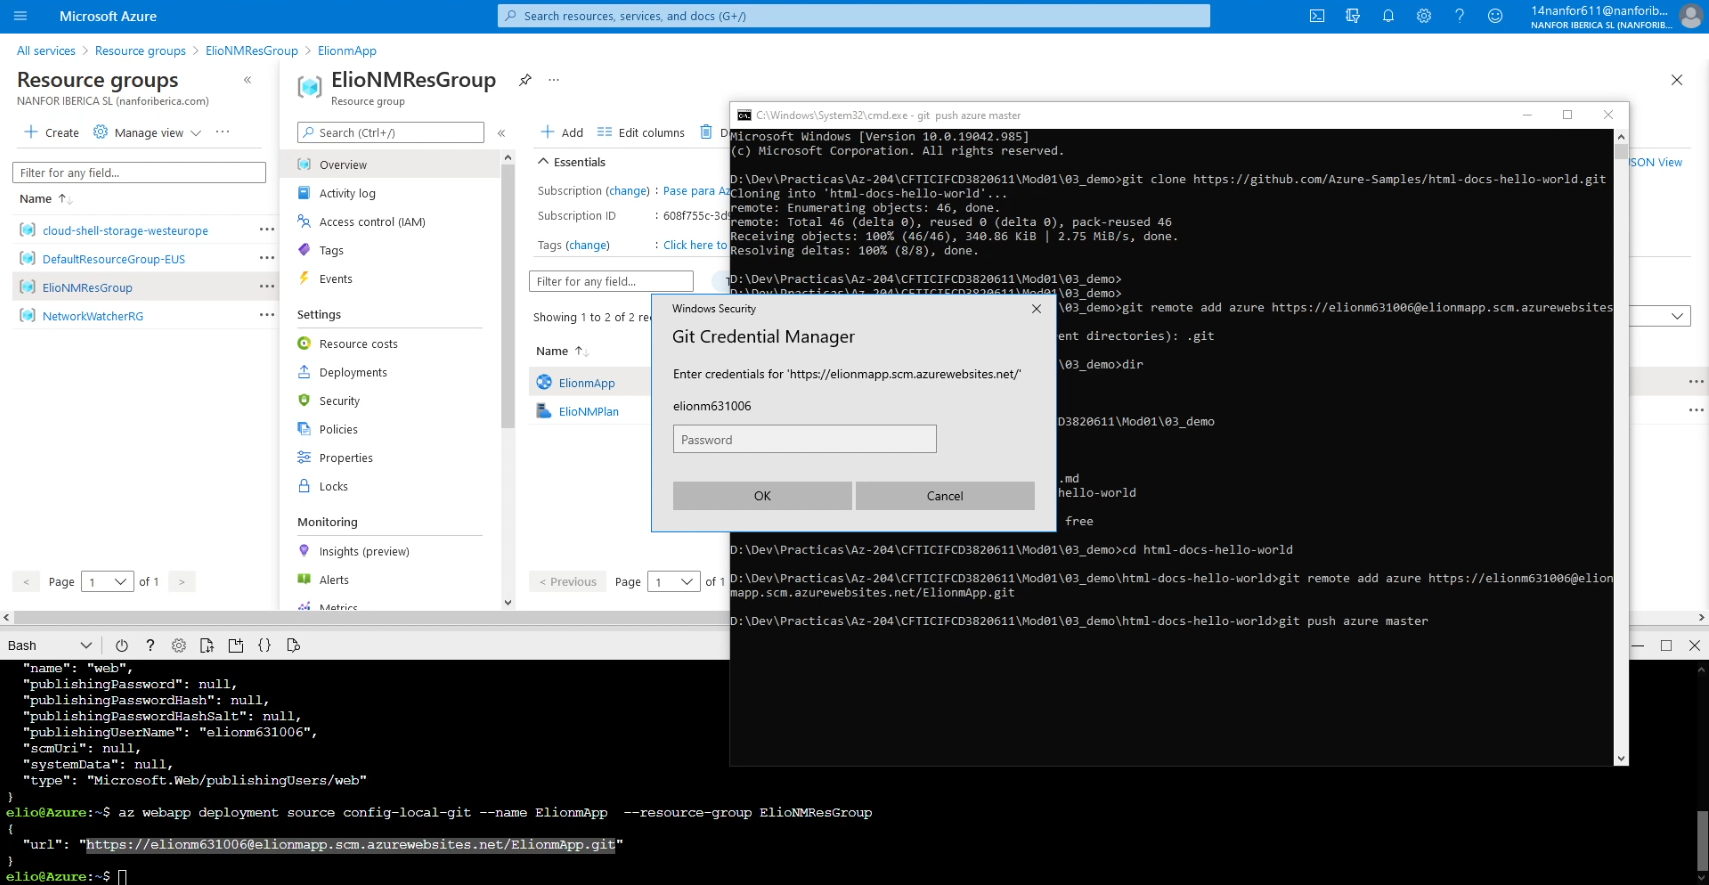 Microsoft Azure
Search resources, services, and docs (G+/)
14nanfor611@nanforib...
NANFOR IBERICA SL (NANFORIB...
All services > Resource groups > ElioNMResGroup > ElionmApp
Resource groups
NANFOR IBERICA SL (nanforiberica.com)
+ Create Manage view ...
Filter for any field...
Name
cloud-shell-storage-westeurope ...
DefaultResourceGroup-EUS ...
ElioNMResGroup ...
NetworkWatcherRG ...
< Page 1 of 1 >
ElioNMResGroup ...
Resource group
Search (Ctrl+/)
Overview
Activity log
Access control (IAM)
Tags
Events
Settings
Resource costs
Deployments
Security
Policies
Properties
Locks
Monitoring
Insights (preview)
Alerts
Metrics
+ Add Edit columns D
Essentials
SON View
Subscription (change) : Pase para Az
Subscription ID : 608f755c-3d
Tags (change) : Click here to
Filter for any field...
Showing 1 to 2 of 2 rec
Name
ElionmApp
ElioNMPlan
< Previous Page 1 of 1
C:\Windows\System32\cmd.exe - git push azure master
Microsoft Windows [Version 10.0.19042.985]
(c) Microsoft Corporation. All rights reserved.
D:\Dev\Practicas\Az-204\CFTICIFCD3820611\Mod01\03_demo>git clone https://github.com/Azure-Samples/html-docs-hello-world.git
Cloning into 'html-docs-hello-world'...
remote: Enumerating objects: 46, done.
remote: Total 46 (delta 0), reused 0 (delta 0), pack-reused 46
Receiving objects: 100% (46/46), 340.86 KiB | 2.75 MiB/s, done.
Resolving deltas: 100% (8/8), done.
D:\Dev\Practicas\Az-204\CFTICIFCD3820611\Mod01\03_demo>
D:\Dev\Practicas\Az-204\CFTICIFCD3820611\Mod01\03_demo>
\03_demo>git remote add azure https://elionm631006@elionmapp.scm.azurewebsites
ent directories): .git
\03_demo>dir
D3820611\Mod01\03_demo
.md
hello-world
free
D:\Dev\Practicas\Az-204\CFTICIFCD3820611\Mod01\03_demo>cd html-docs-hello-world
D:\Dev\Practicas\Az-204\CFTICIFCD3820611\Mod01\03_demo\html-docs-hello-world>git remote add azure https://elionm631006@elion
mapp.scm.azurewebsites.net/ElionmApp.git
D:\Dev\Practicas\Az-204\CFTICIFCD3820611\Mod01\03_demo\html-docs-hello-world>git push azure master
Windows Security
Git Credential Manager
Enter credentials for 'https://elionmapp.scm.azurewebsites.net/'
elionm631006
Password
OK Cancel
Bash
"name": "web",
"publishingPassword": null,
"publishingPasswordHash": null,
"publishingPasswordHashSalt": null,
"publishingUserName": "elionm631006",
"scmUri": null,
"systemData": null,
"type": "Microsoft.Web/publishingUsers/web"
}
elio@Azure:~$ az webapp deployment source config-local-git --name ElionmApp --resource-group ElioNMResGroup
{
"url": "https://elionm631006@elionmapp.scm.azurewebsites.net/ElionmApp.git"
}
elio@Azure:~$